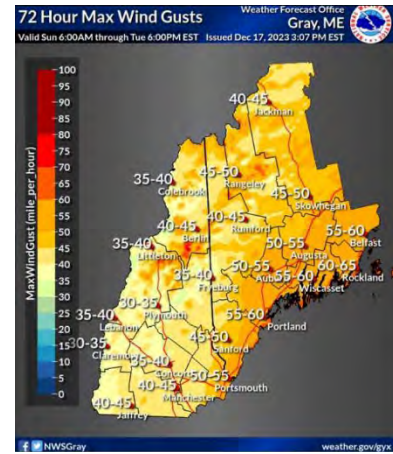 72 Hour Max Wind Gusts
Weather Forecast Office
Gray, ME
Valid Sun 6:00AM through Tue 6:00PM EST
Issued Dec 17, 2023 3:07 PM EST
MaxWindGust (mile_per_hour)
100
95
90
85
80
75
70
65
60
55
50
45
40
35
30
25
20
15
10
5
0
40-45
Jackman
45-50
Rangeley
35-40
Colebrook
45-50
Skowhegan
40-45
Berlin
40-45
Rumford
55-60
Belfast
35-40
Littleton
50-55
Augusta
35-40
Fryeburg
50-55
55-60
Wiscasset
60-65
Rockland
30-35
Plymouth
35-40
Lebanon
55-60
Portland
30-35
Claremont
45-50
Sanford
35-40
Concord
50-55
Portsmouth
40-45
Manchester
40-45
Jaffrey
NWSGray
weather.gov/gyx